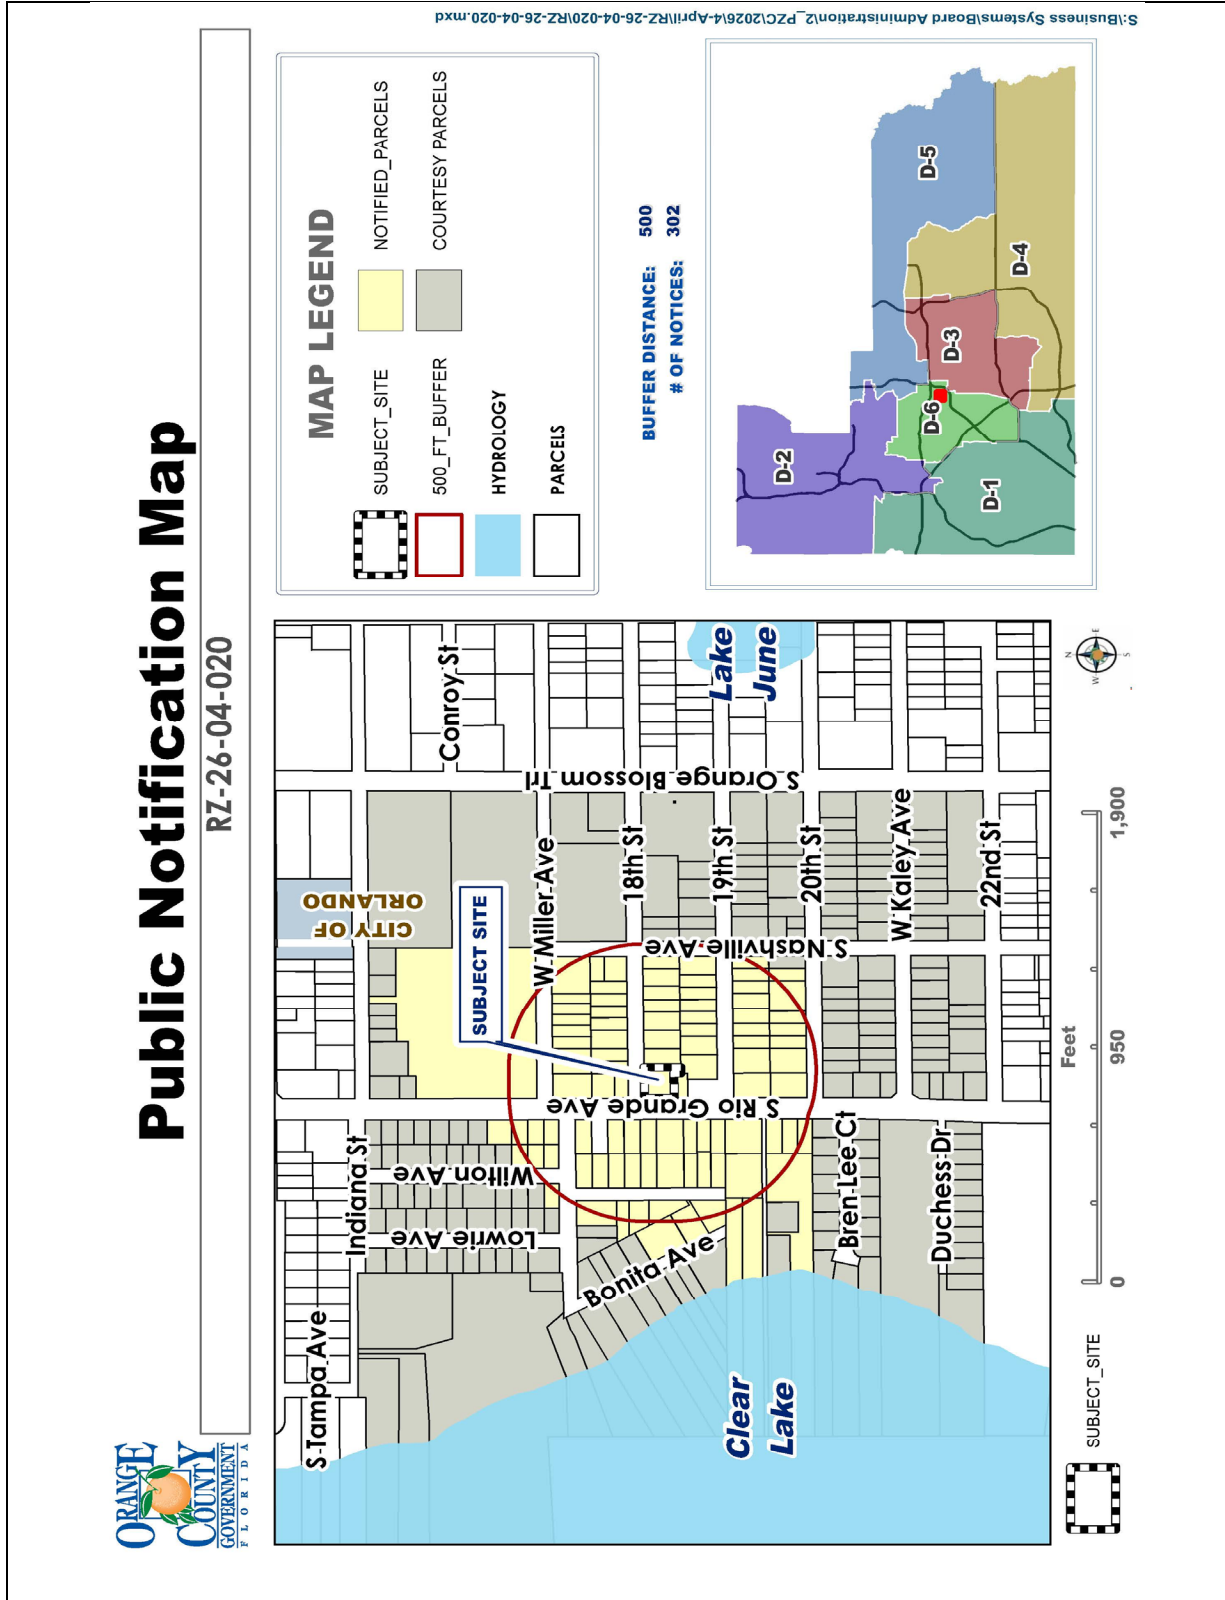 Public Notification Map
RZ-26-04-020
ORANGE
COUNTY
GOVERNMENT
FLORIDA
MAP LEGEND
SUBJECT_SITE
NOTIFIED_PARCELS
500_FT_BUFFER
COURTESY PARCELS
HYDROLOGY
PARCELS
BUFFER DISTANCE: 500
# OF NOTICES: 302
D-2
D-5
D-6
D-3
D-4
D-1
S:\Business Systems\Board Administration\2_PZC\2026\4-April\RZ-26-04-020\RZ-26-04-020.mxd
S Tampa Ave
Indiana St
Conroy St
CITY OF
ORLANDO
Wilton Ave
Lowrie Ave
SUBJECT SITE
W Miller Ave
S Orange Blossom Trl
Bonita Ave
S Rio Grande Ave
S Nashville Ave
18th St
19th St
20th St
Lake
June
Clear
Lake
Bren Lee Ct
W Kaley Ave
Duchess Dr
22nd St
Feet
0
950
1,900
SUBJECT_SITE
N
E
S
W